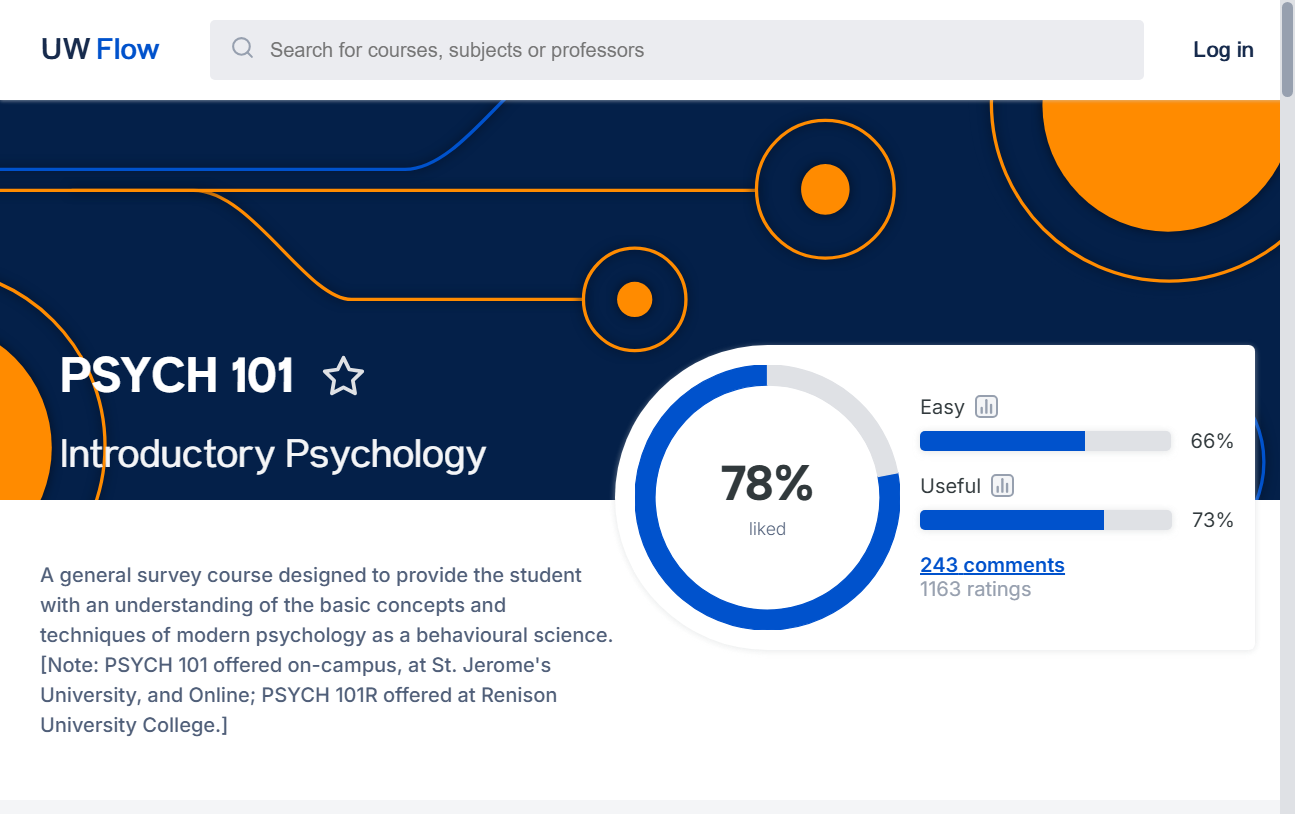 UW Flow
Search for courses, subjects or professors
Log in
PSYCH 101
Introductory Psychology
78%
liked
Easy
66%
Useful
73%
243 comments
1163 ratings
A general survey course designed to provide the student
with an understanding of the basic concepts and
techniques of modern psychology as a behavioural science.
[Note: PSYCH 101 offered on-campus, at St. Jerome's
University, and Online; PSYCH 101R offered at Renison
University College.]